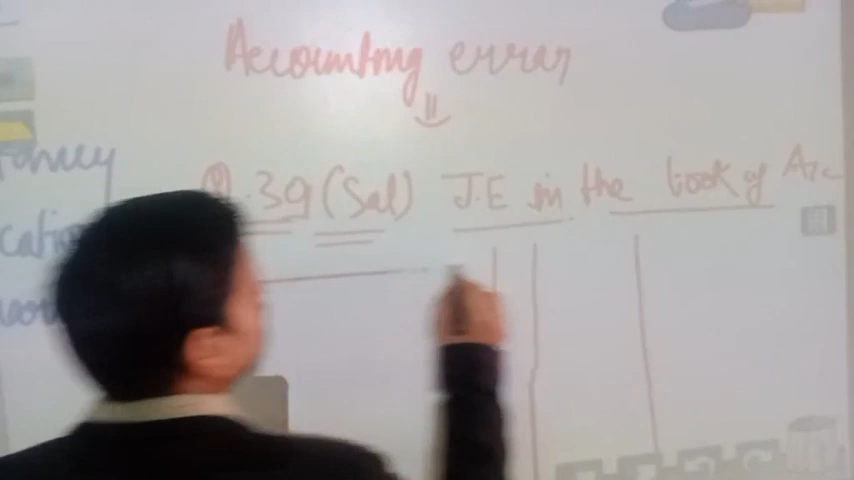 Accounting error
Q.39 (Sol) J.E in the book of